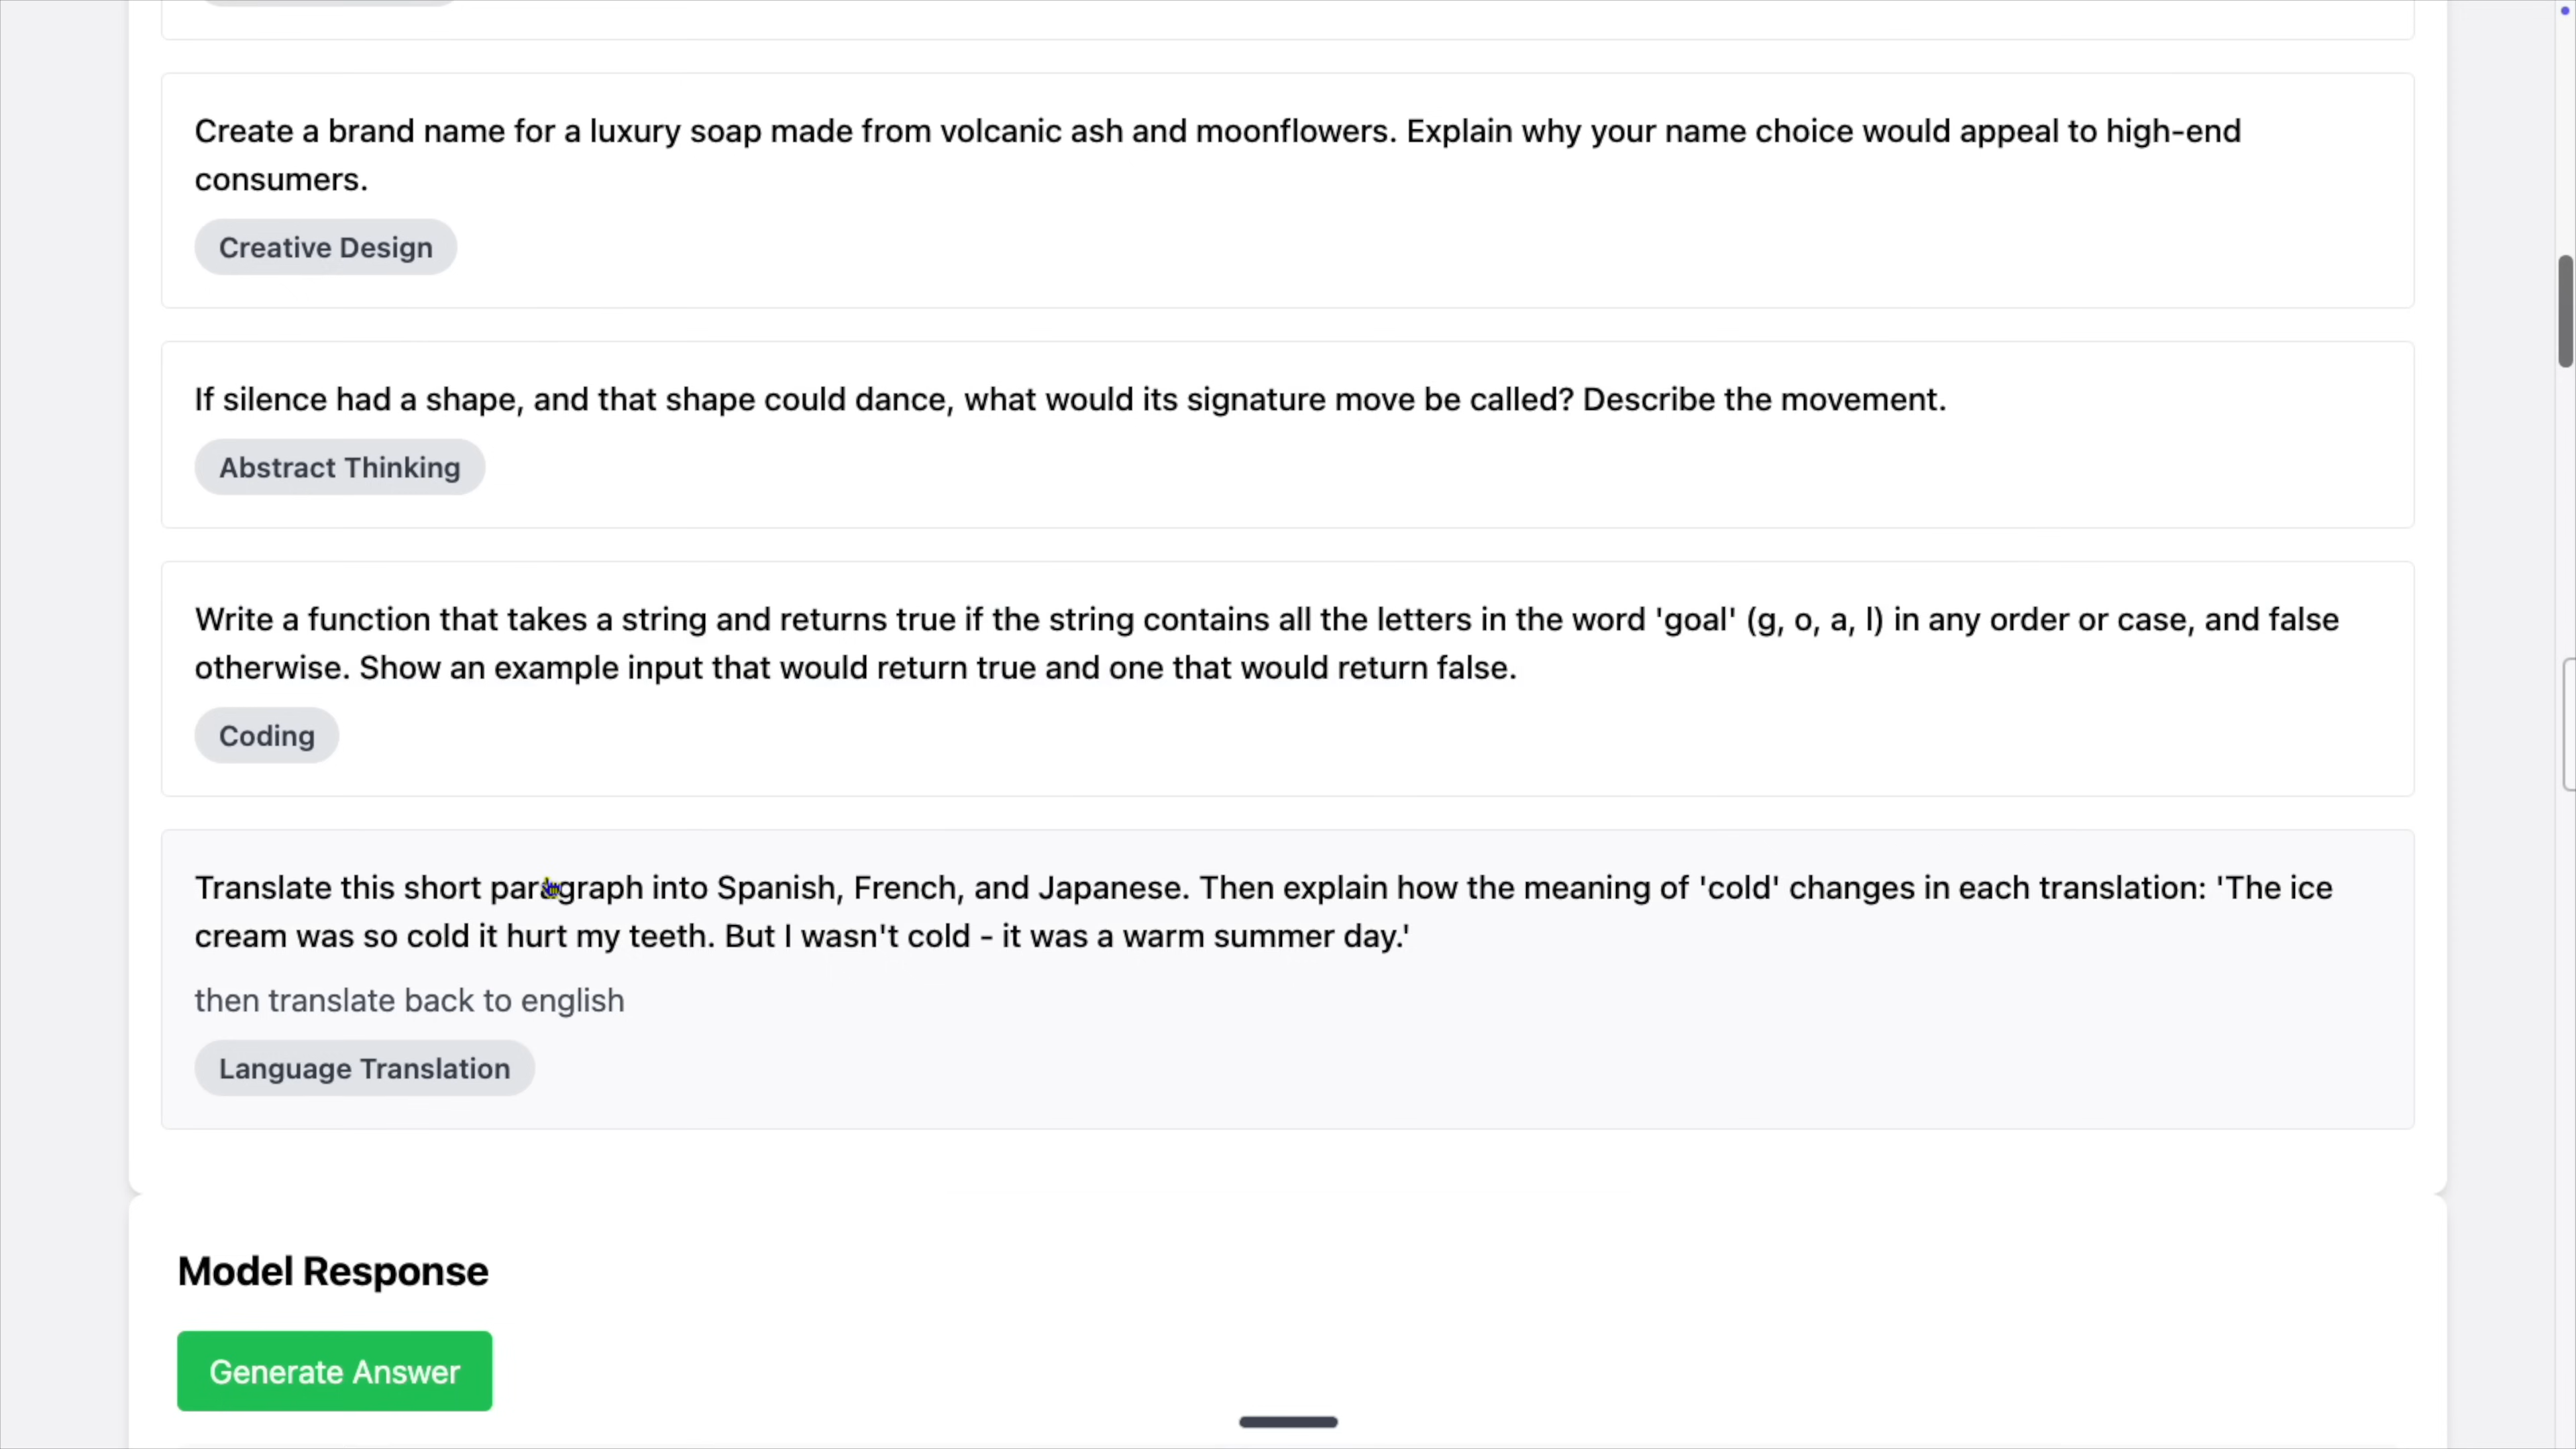 Create a brand name for a luxury soap made from volcanic ash and moonflowers. Explain why your name choice would appeal to high-end
consumers.
Creative Design
If silence had a shape, and that shape could dance, what would its signature move be called? Describe the movement.
Abstract Thinking
Write a function that takes a string and returns true if the string contains all the letters in the word 'goal' (g, o, a, l) in any order or case, and false
otherwise. Show an example input that would return true and one that would return false.
Coding
Translate this short paragraph into Spanish, French, and Japanese. Then explain how the meaning of 'cold' changes in each translation: 'The ice
cream was so cold it hurt my teeth. But I wasn't cold - it was a warm summer day.'
then translate back to english
Language Translation
Model Response
Generate Answer